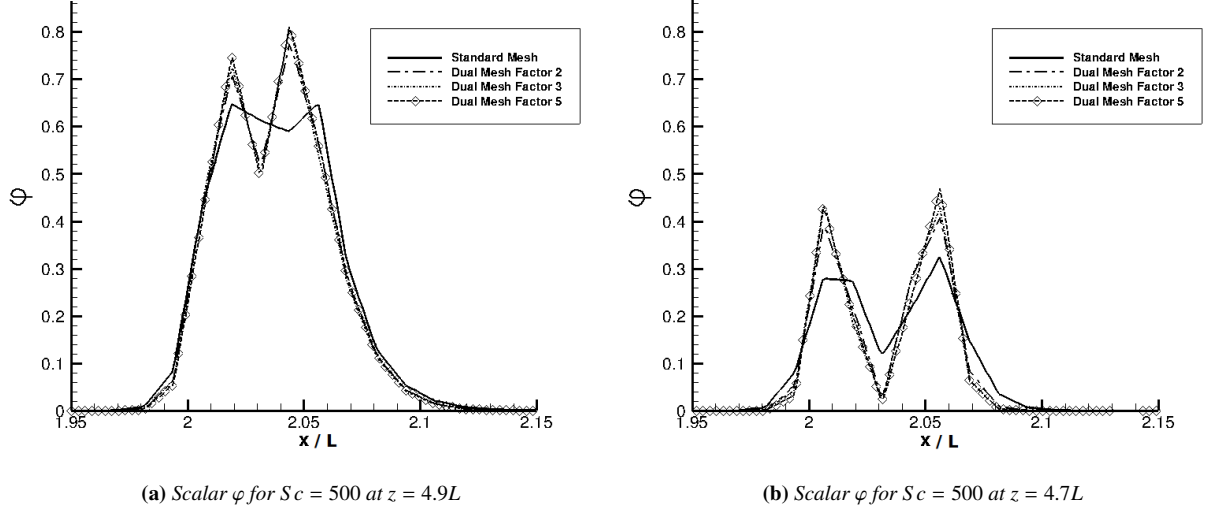 0.8
0.7
0.6
0.5
0.4
0.3
0.2
0.1
0
φ
1.95
2
2.05
2.1
2.15
x / L
Standard Mesh
Dual Mesh Factor 2
Dual Mesh Factor 3
Dual Mesh Factor 5
(a) Scalar φ for Sc = 500 at z = 4.9L
0.8
0.7
0.6
0.5
0.4
0.3
0.2
0.1
0
φ
1.95
2
2.05
2.1
2.15
x / L
Standard Mesh
Dual Mesh Factor 2
Dual Mesh Factor 3
Dual Mesh Factor 5
(b) Scalar φ for Sc = 500 at z = 4.7L